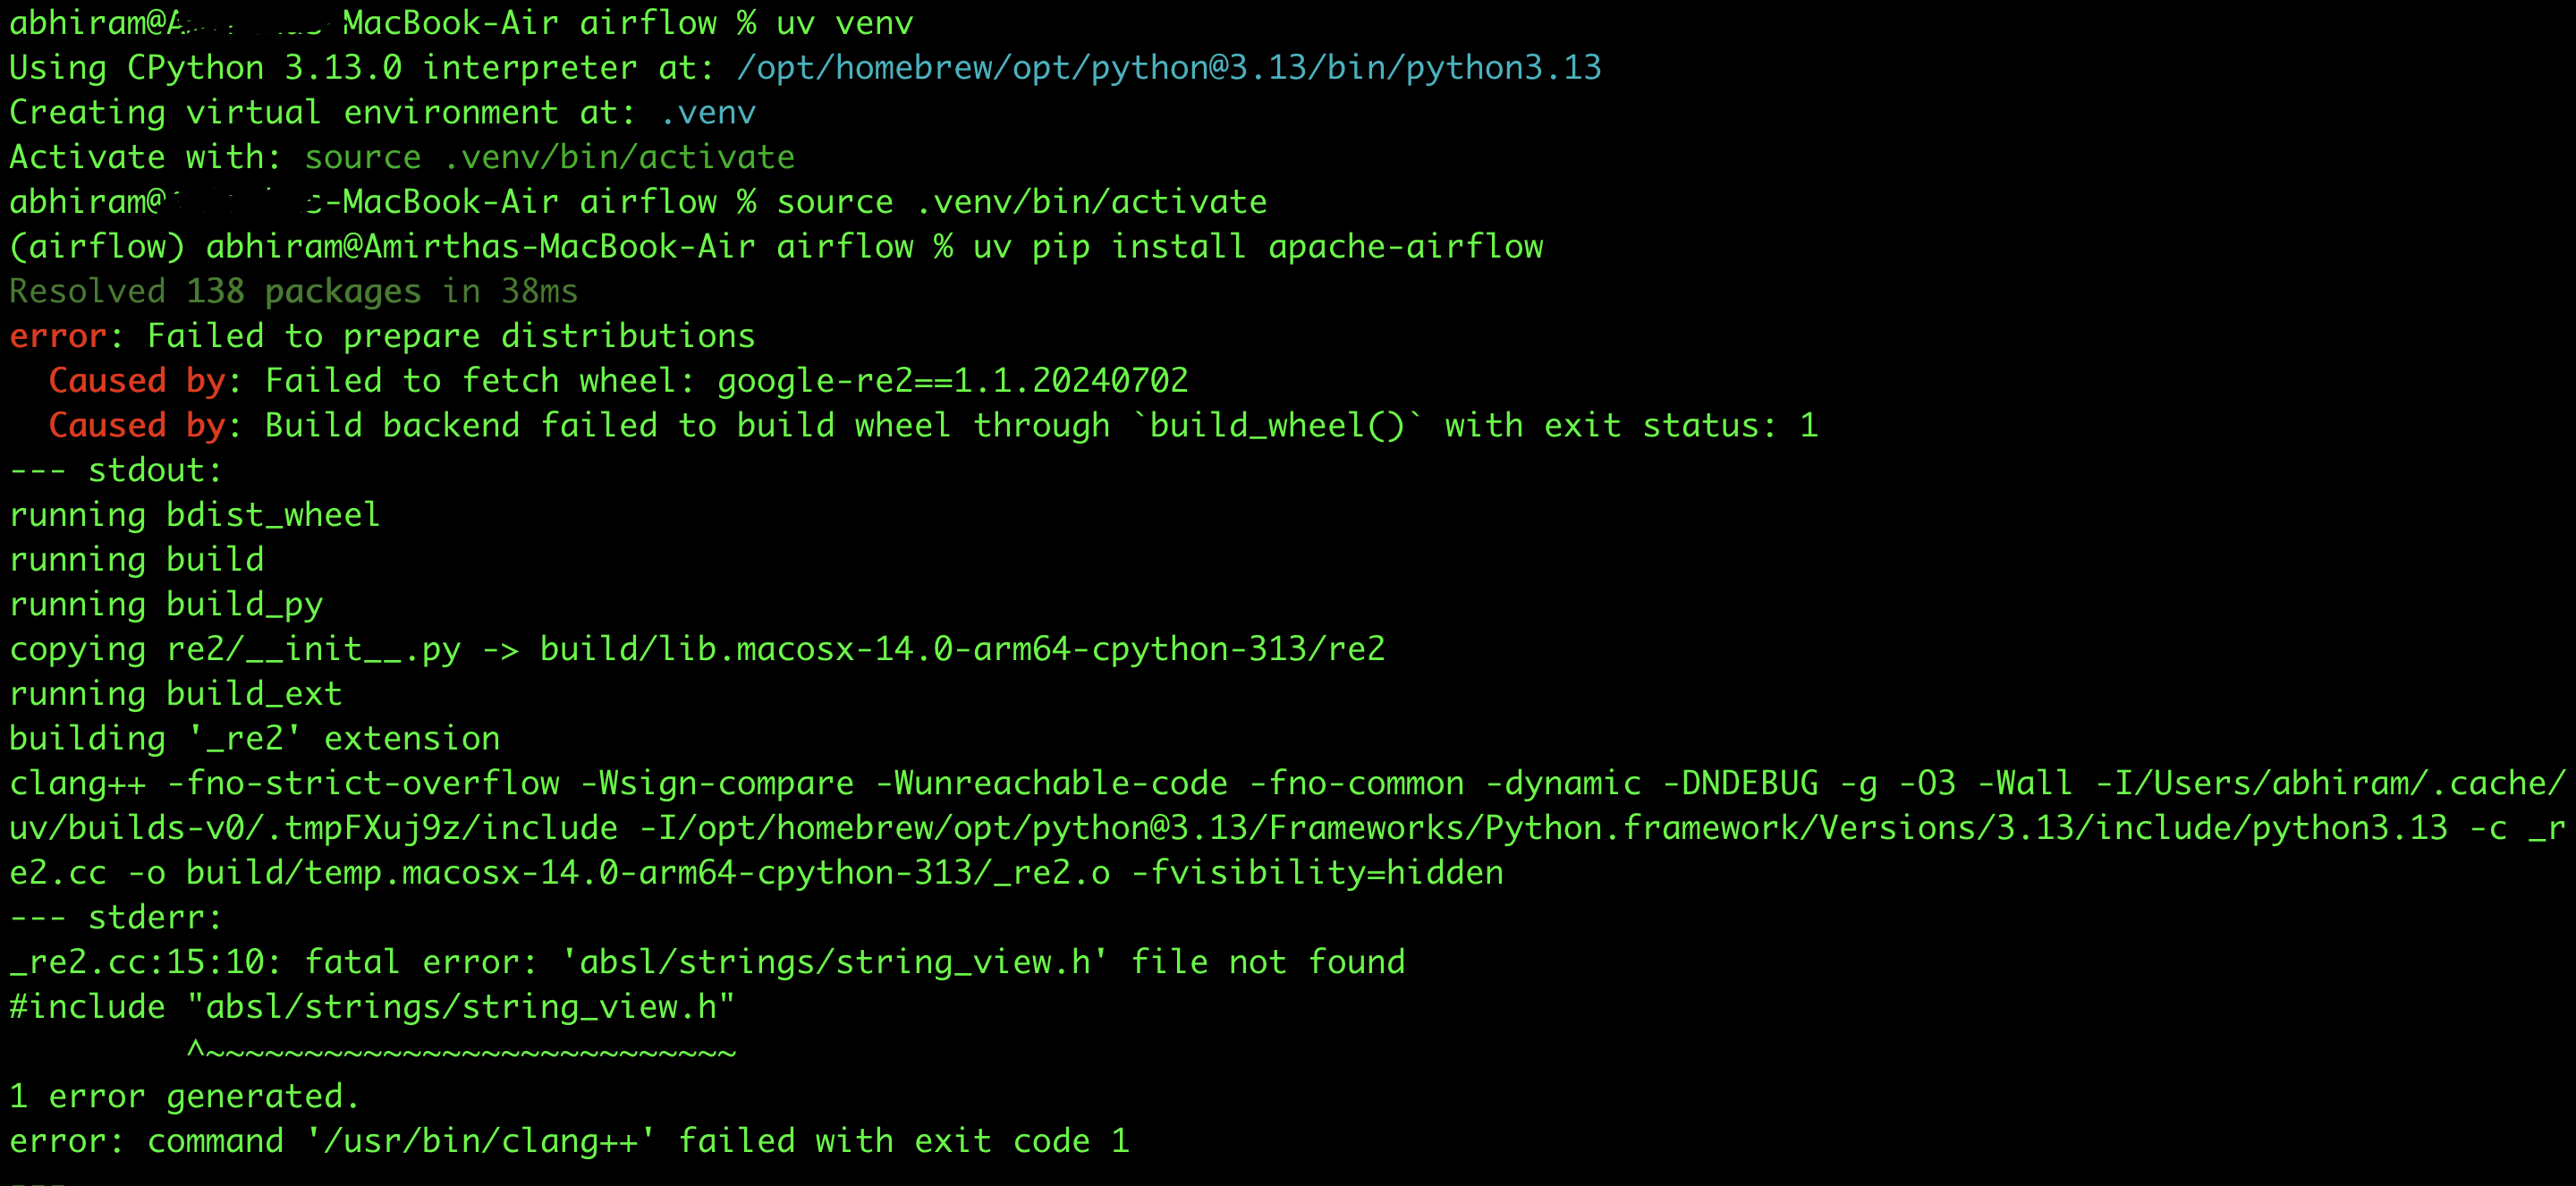 abhiram@ MacBook-Air airflow % uv venv
Using CPython 3.13.0 interpreter at: /opt/homebrew/opt/python@3.13/bin/python3.13
Creating virtual environment at: .venv
Activate with: source .venv/bin/activate
abhiram@ -MacBook-Air airflow % source .venv/bin/activate
(airflow) abhiram@Amirthas-MacBook-Air airflow % uv pip install apache-airflow
Resolved 138 packages in 38ms
error: Failed to prepare distributions
  Caused by: Failed to fetch wheel: google-re2==1.1.20240702
  Caused by: Build backend failed to build wheel through `build_wheel()` with exit status: 1
--- stdout:
running bdist_wheel
running build
running build_py
copying re2/__init__.py -> build/lib.macosx-14.0-arm64-cpython-313/re2
running build_ext
building '_re2' extension
clang++ -fno-strict-overflow -Wsign-compare -Wunreachable-code -fno-common -dynamic -DNDEBUG -g -O3 -Wall -I/Users/abhiram/.cache/
uv/builds-v0/.tmpFXuj9z/include -I/opt/homebrew/opt/python@3.13/Frameworks/Python.framework/Versions/3.13/include/python3.13 -c _r
e2.cc -o build/temp.macosx-14.0-arm64-cpython-313/_re2.o -fvisibility=hidden
--- stderr:
_re2.cc:15:10: fatal error: 'absl/strings/string_view.h' file not found
#include "absl/strings/string_view.h"
         ^~~~~~~~~~~~~~~~~~~~~~~~~~~~
1 error generated.
error: command '/usr/bin/clang++' failed with exit code 1
---